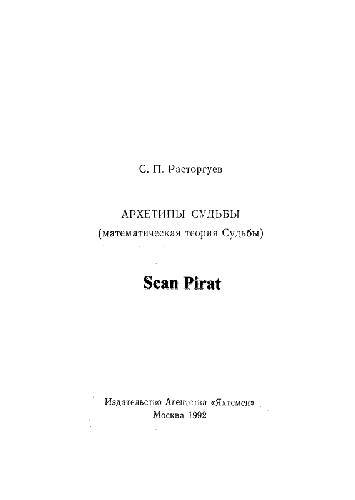 С. П. Расторгуев
АРХЕТИПЫ СУДЬБЫ
(математическая теория Судьбы)
Scan Pirat
Издательство Агентства «Яхтсмен»
Москва 1992